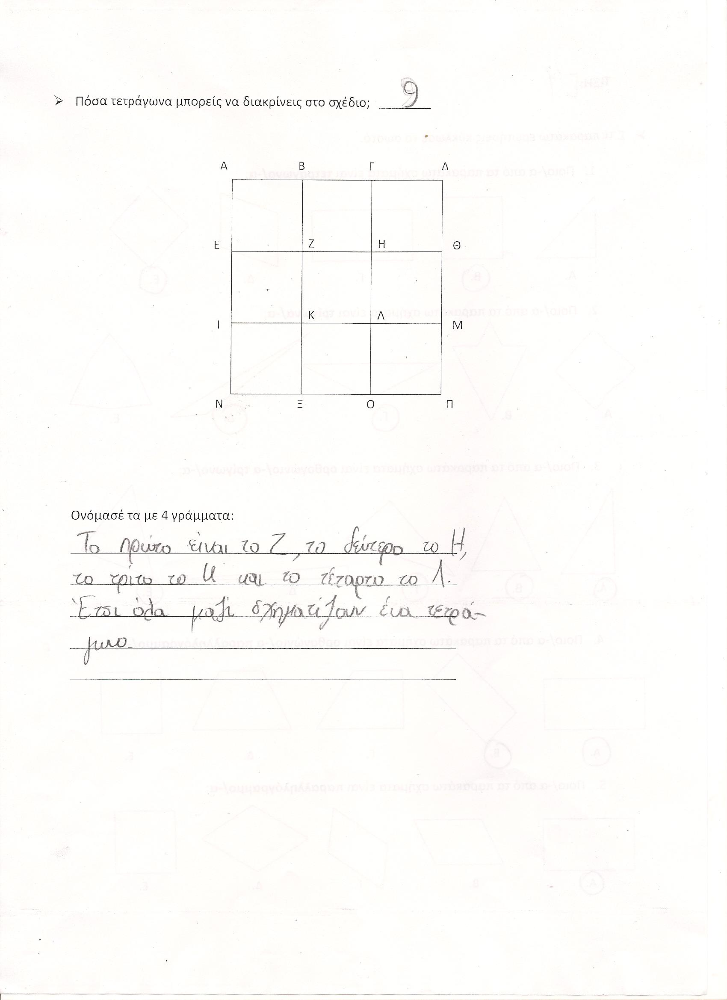 ➢ Πόσα τετράγωνα μπορείς να διακρίνεις στο σχέδιο; 9
Α Β Γ Δ
Ε Ζ Η Θ
Ι Κ Λ Μ
Ν Ξ Ο Π
Ονόμασέ τα με 4 γράμματα:
Το πρώτο είναι το Ζ, το δεύτερο το Η,
το τρίτο το Κ και το τέταρτο το Λ.
Έτσι όλα μαζί σχηματίζουν ένα τετρά-
γωνο.